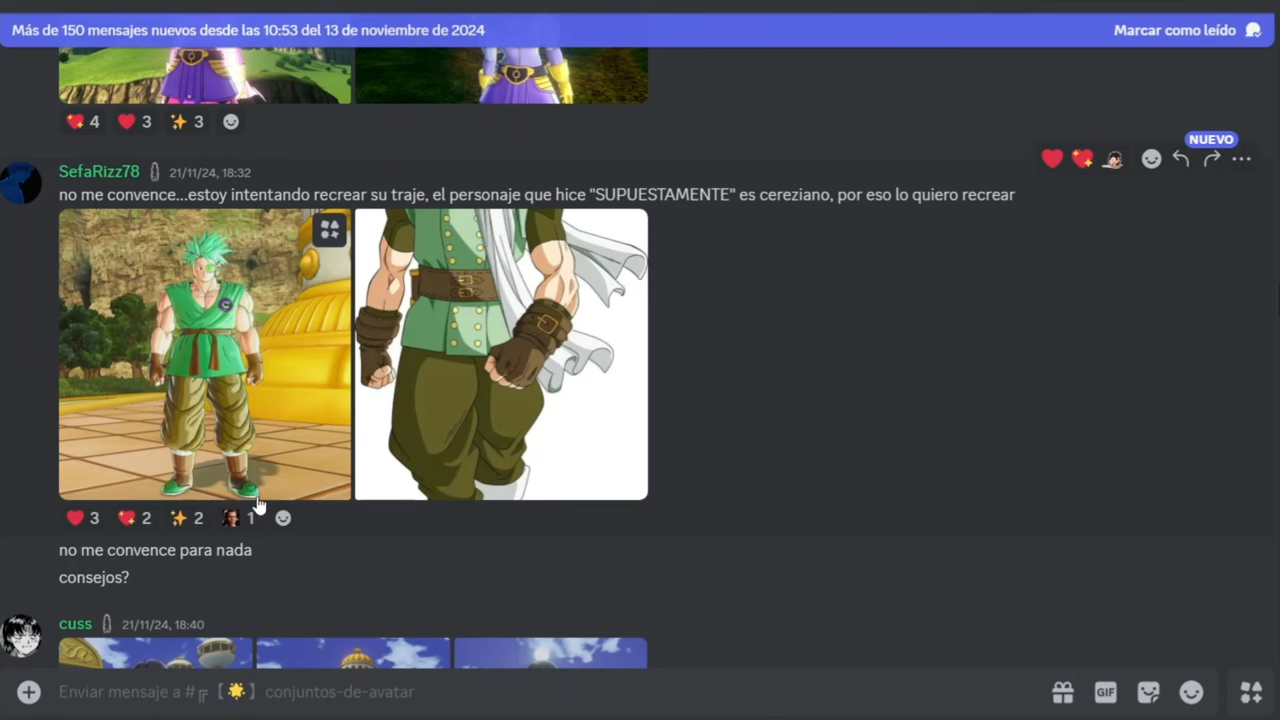 Más de 150 mensajes nuevos desde las 10:53 del 13 de noviembre de 2024 Marcar como leído
4 3 3
NUEVO
SefaRizz78 21/11/24, 18:32
no me convence...estoy intentando recrear su traje, el personaje que hice "SUPUESTAMENTE" es cereziano, por eso lo quiero recrear
3 2 2 1
no me convence para nada
consejos?
cuss 21/11/24, 18:40
Enviar mensaje a #╔【🌟】conjuntos-de-avatar GIF